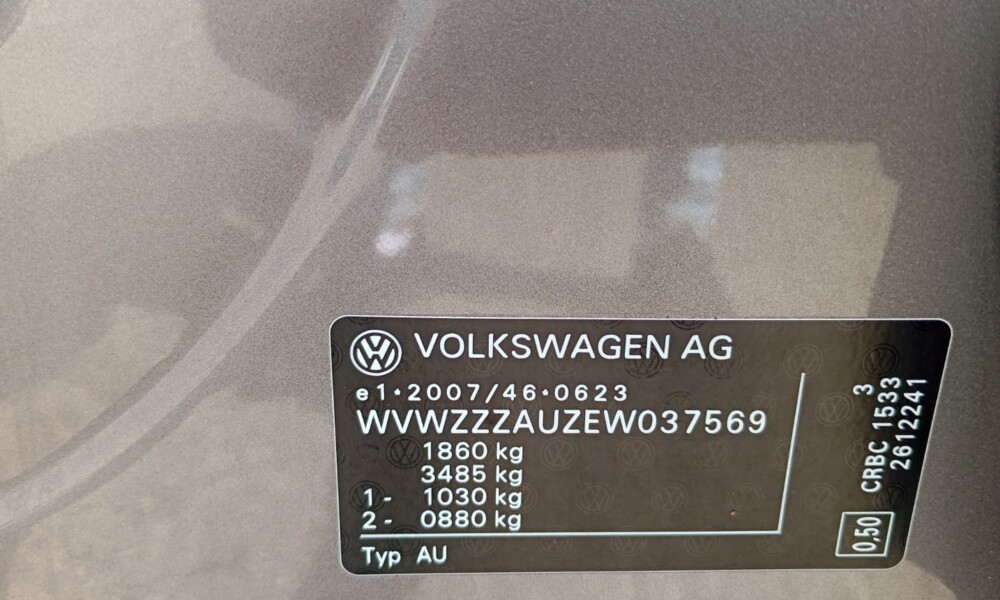 VOLKSWAGEN AG
e1*2007/46*0623
WVWZZZAUZEW037569
1860 kg
3485 kg
1- 1030 kg
2- 0880 kg
Typ AU
3
CRBC 1533
2612241
0,50